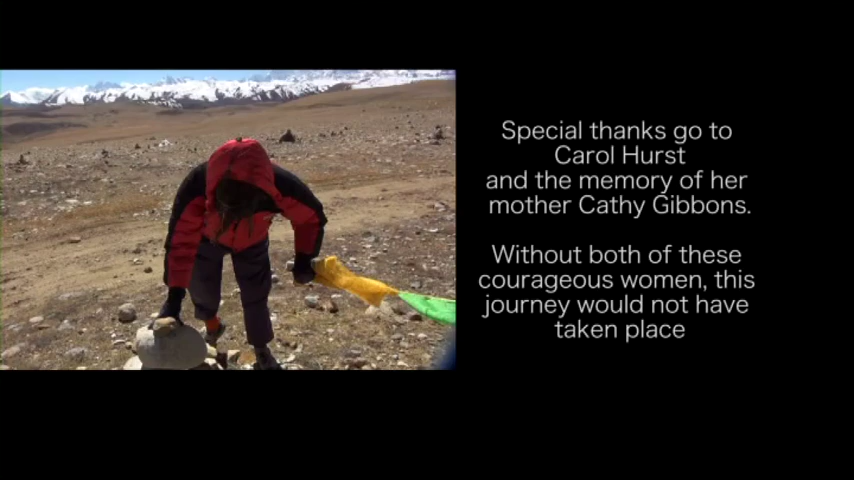 Special thanks go to
Carol Hurst
and the memory of her
mother Cathy Gibbons.
Without both of these
courageous women, this
journey would not have
taken place